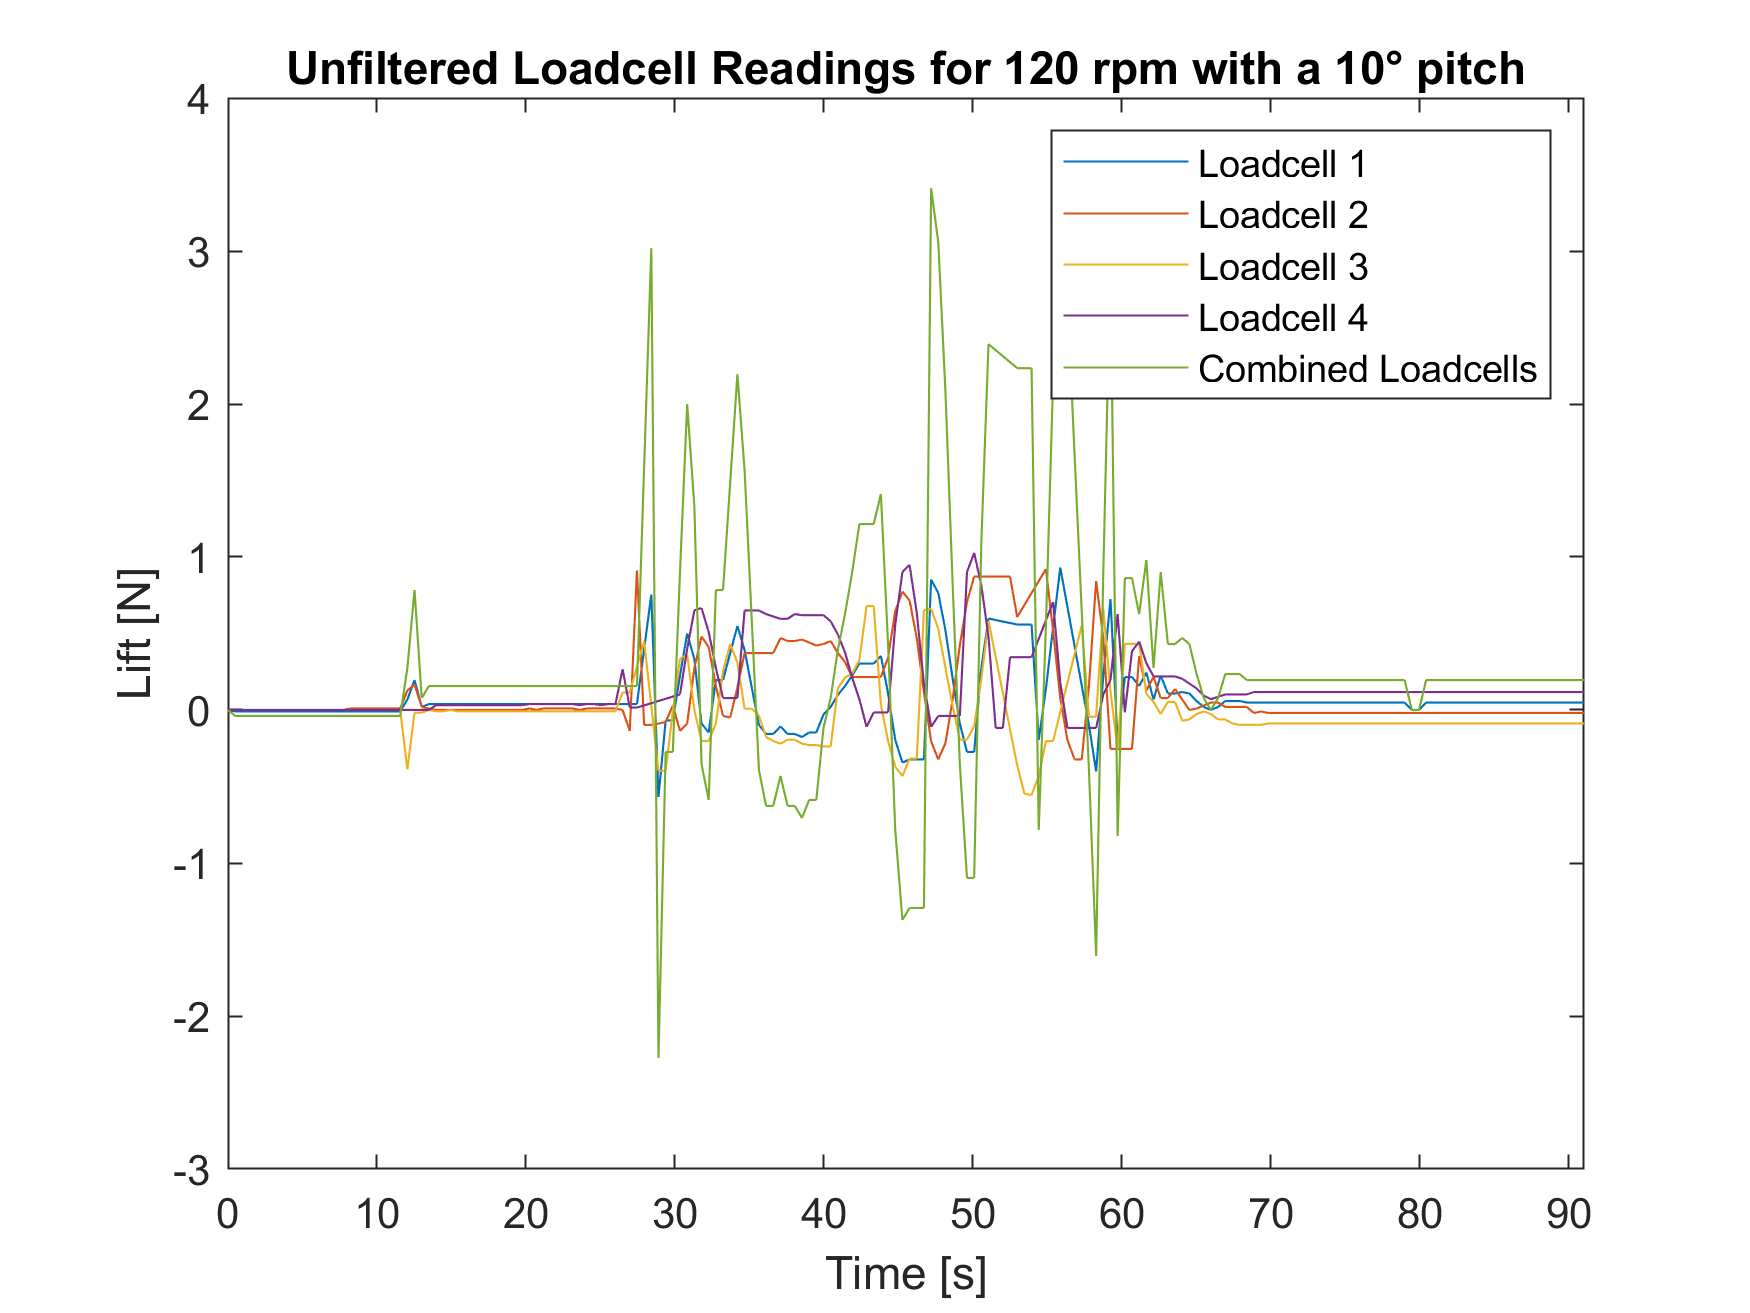 Unfiltered Loadcell Readings for 120 rpm with a 10° pitch
4
3
2
1
0
-1
-2
-3
Lift [N]
Loadcell 1
Loadcell 2
Loadcell 3
Loadcell 4
Combined Loadcells
0 10 20 30 40 50 60 70 80 90
Time [s]